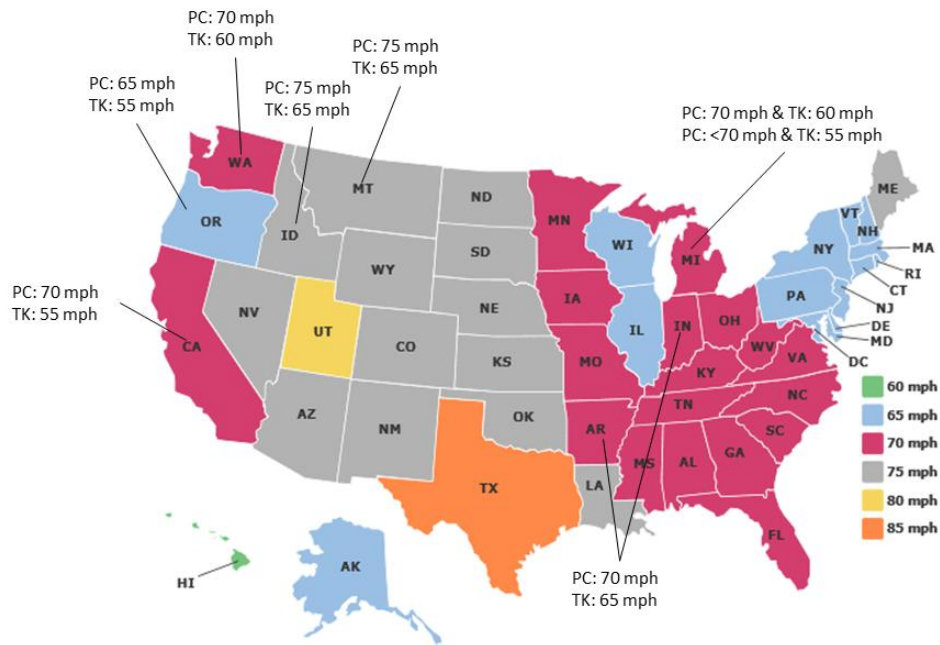 PC: 70 mph
TK: 60 mph
PC: 75 mph
TK: 65 mph
PC: 65 mph
TK: 55 mph
PC: 75 mph
TK: 65 mph
PC: 70 mph & TK: 60 mph
PC: <70 mph & TK: 55 mph
PC: 70 mph
TK: 55 mph
WA
OR
CA
ID
NV
MT
WY
UT
AZ
CO
NM
ND
SD
NE
KS
OK
TX
MN
IA
MO
AR
LA
WI
IL
MI
IN
OH
KY
TN
MS
AL
GA
FL
SC
NC
VA
WV
PA
NY
VT
NH
ME
MA
RI
CT
NJ
DE
MD
DC
HI
AK
60 mph
65 mph
70 mph
75 mph
80 mph
85 mph
PC: 70 mph
TK: 65 mph